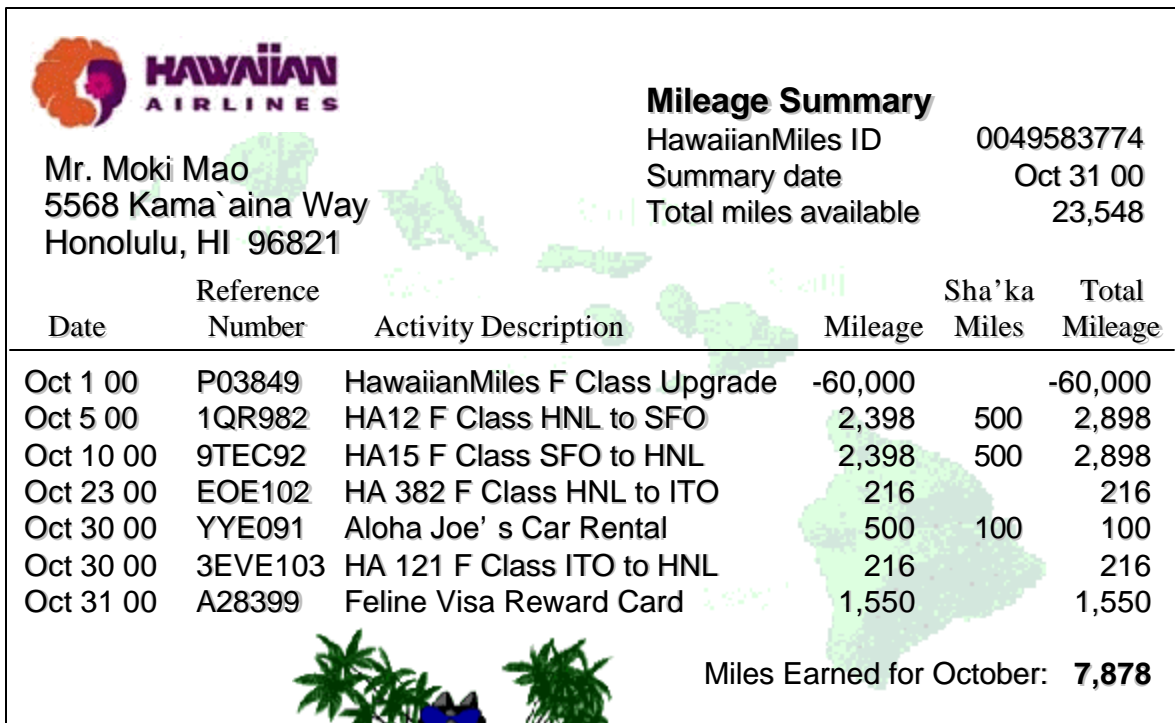 HAWAIIAN
AIRLINES
Mr. Moki Mao
5568 Kama`aina Way
Honolulu, HI 96821
Mileage Summary
HawaiianMiles ID 0049583774
Summary date Oct 31 00
Total miles available 23,548
Reference Sha'ka Total
Date Number Activity Description Mileage Miles Mileage
Oct 1 00 P03849 HawaiianMiles F Class Upgrade -60,000 -60,000
Oct 5 00 1QR982 HA12 F Class HNL to SFO 2,398 500 2,898
Oct 10 00 9TEC92 HA15 F Class SFO to HNL 2,398 500 2,898
Oct 23 00 EOE102 HA 382 F Class HNL to ITO 216 216
Oct 30 00 YYE091 Aloha Joe' s Car Rental 500 100 100
Oct 30 00 3EVE103 HA 121 F Class ITO to HNL 216 216
Oct 31 00 A28399 Feline Visa Reward Card 1,550 1,550
Miles Earned for October: 7,878